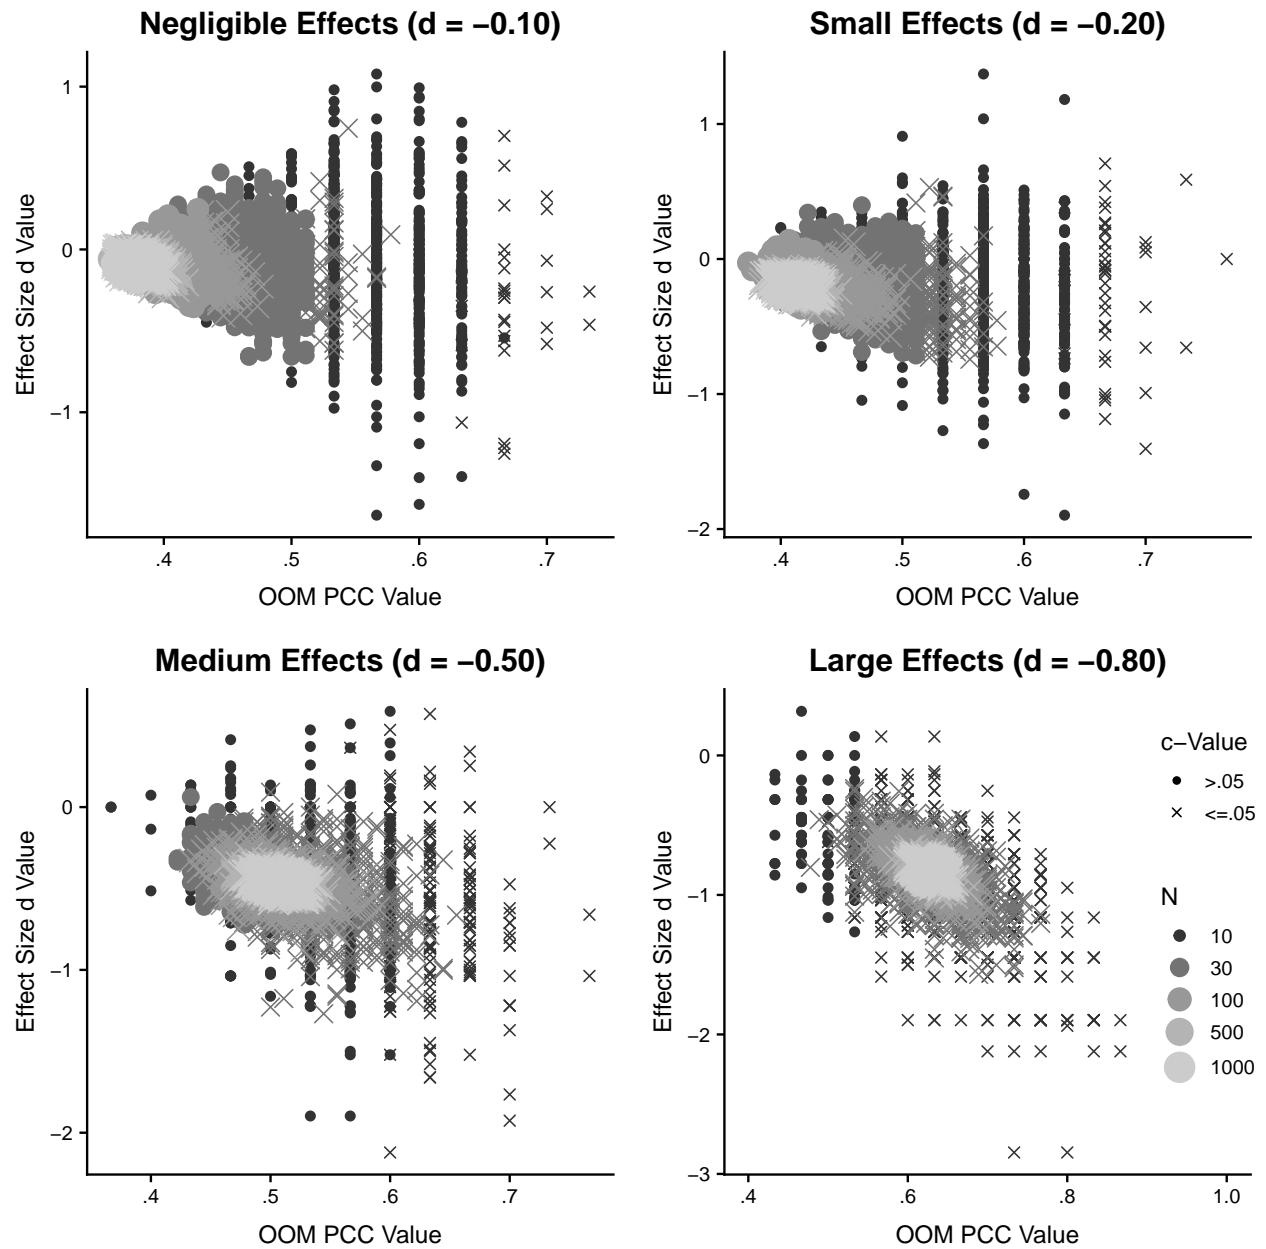 Negligible Effects (d = −0.10)
1
0
−1
Effect Size d Value
.4 .5 .6 .7
OOM PCC Value
Small Effects (d = −0.20)
1
0
−1
−2
Effect Size d Value
.4 .5 .6 .7
OOM PCC Value
Medium Effects (d = −0.50)
0
−1
−2
Effect Size d Value
.4 .5 .6 .7
OOM PCC Value
Large Effects (d = −0.80)
0
−1
−2
−3
Effect Size d Value
.4 .6 .8 1.0
OOM PCC Value
c−Value
>.05
<=.05
N
10
30
100
500
1000